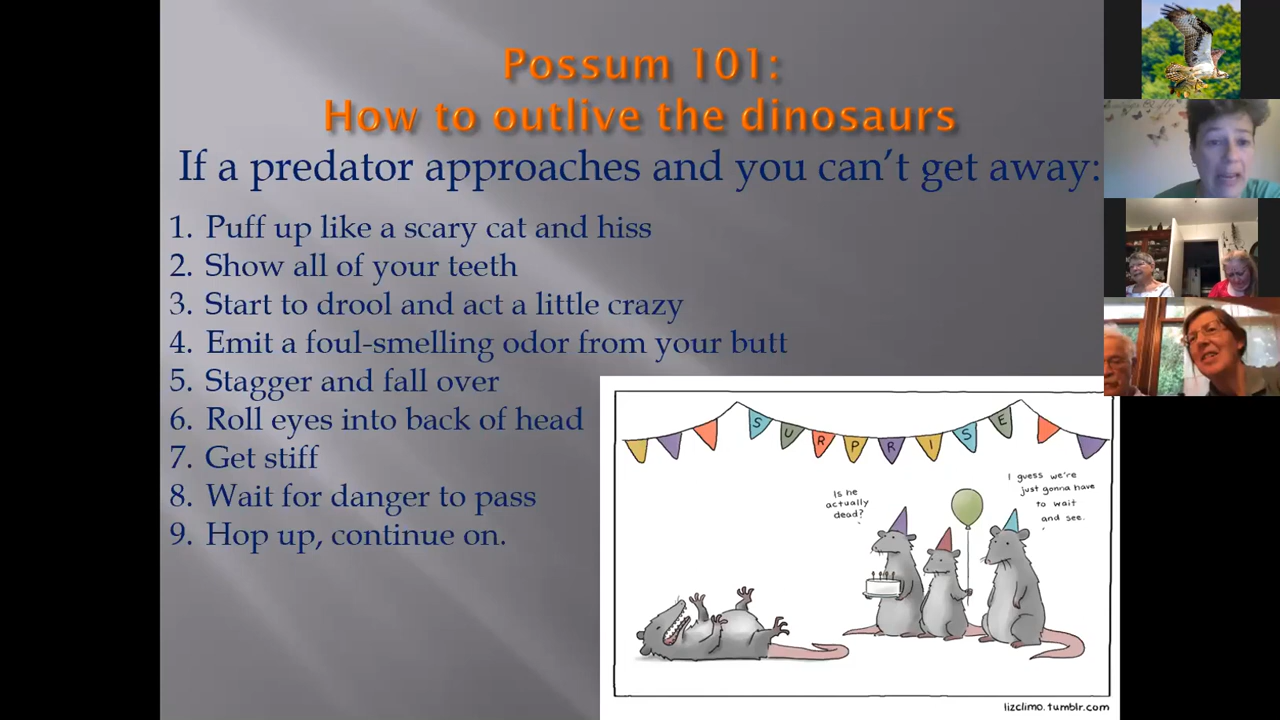 Possum 101:
How to outlive the dinosaurs
If a predator approaches and you can't get away:
1. Puff up like a scary cat and hiss
2. Show all of your teeth
3. Start to drool and act a little crazy
4. Emit a foul-smelling odor from your butt
5. Stagger and fall over
6. Roll eyes into back of head
7. Get stiff
8. Wait for danger to pass
9. Hop up, continue on.
SURPRISE
Is he
actually
dead?
I guess we're
just gonna have
to wait
and see.
lizclimo.tumblr.com